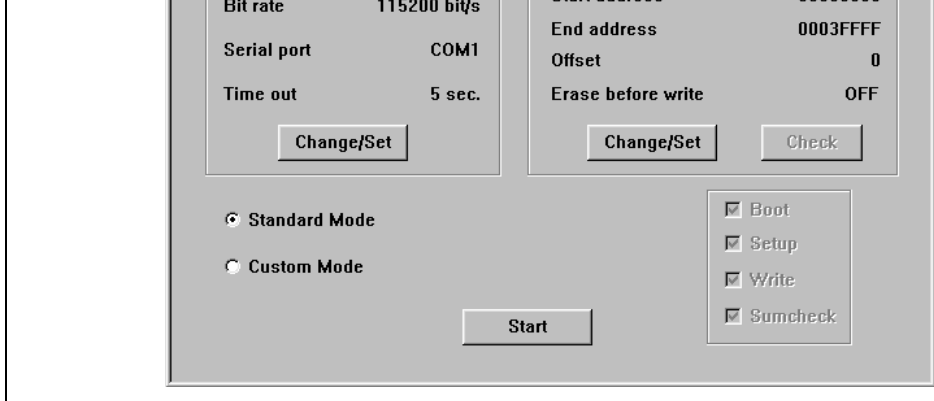 Bit rate 115200 bit/s
Serial port COM1
Time out 5 sec.
Change/Set
End address 0003FFFF
Offset 0
Erase before write OFF
Change/Set Check
Standard Mode
Custom Mode
Boot
Setup
Write
Sumcheck
Start